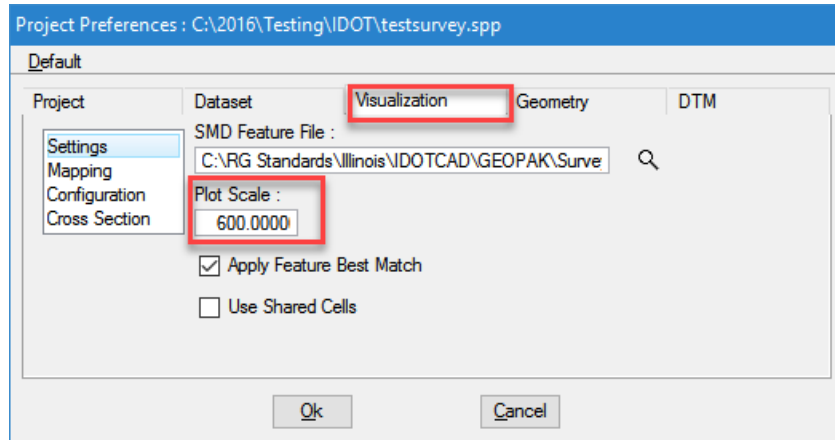 Project Preferences : C:\2016\Testing\IDOT\testsurvey.spp
Default
Project Dataset Visualization Geometry DTM
Settings
Mapping
Configuration
Cross Section
SMD Feature File :
C:\RG Standards\Illinois\IDOTCAD\GEOPAK\Surve
Plot Scale :
600.0000
Apply Feature Best Match
Use Shared Cells
Ok Cancel